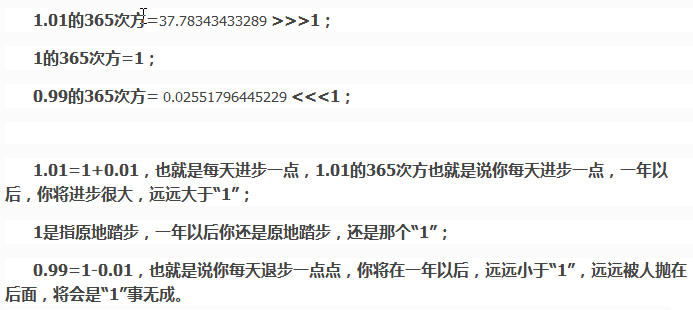 1.01的365次方=37.78343433289 >>>1；
1的365次方=1；
0.99的365次方= 0.02551796445229 <<<1；
1.01=1+0.01，也就是每天进步一点，1.01的365次方也就是说你每天进步一点，一年以
后，你将进步很大，远远大于“1”；
1是指原地踏步，一年以后你还是原地踏步，还是那个“1”；
0.99=1-0.01，也就是说你每天退步一点点，你将在一年以后，远远小于“1”，远远被人抛在
后面，将会是“1”事无成。